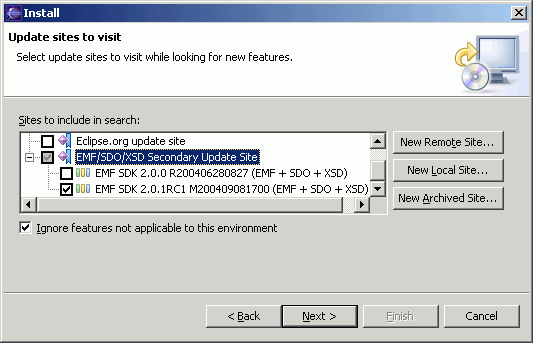 Install
Update sites to visit
Select update sites to visit while looking for new features.
Sites to include in search:
Eclipse.org update site
EMF/SDO/XSD Secondary Update Site
EMF SDK 2.0.0 R200406280827 (EMF + SDO + XSD)
EMF SDK 2.0.1RC1 M200409081700 (EMF + SDO + XSD)
New Remote Site...
New Local Site...
New Archived Site...
Ignore features not applicable to this environment
< Back
Next >
Finish
Cancel